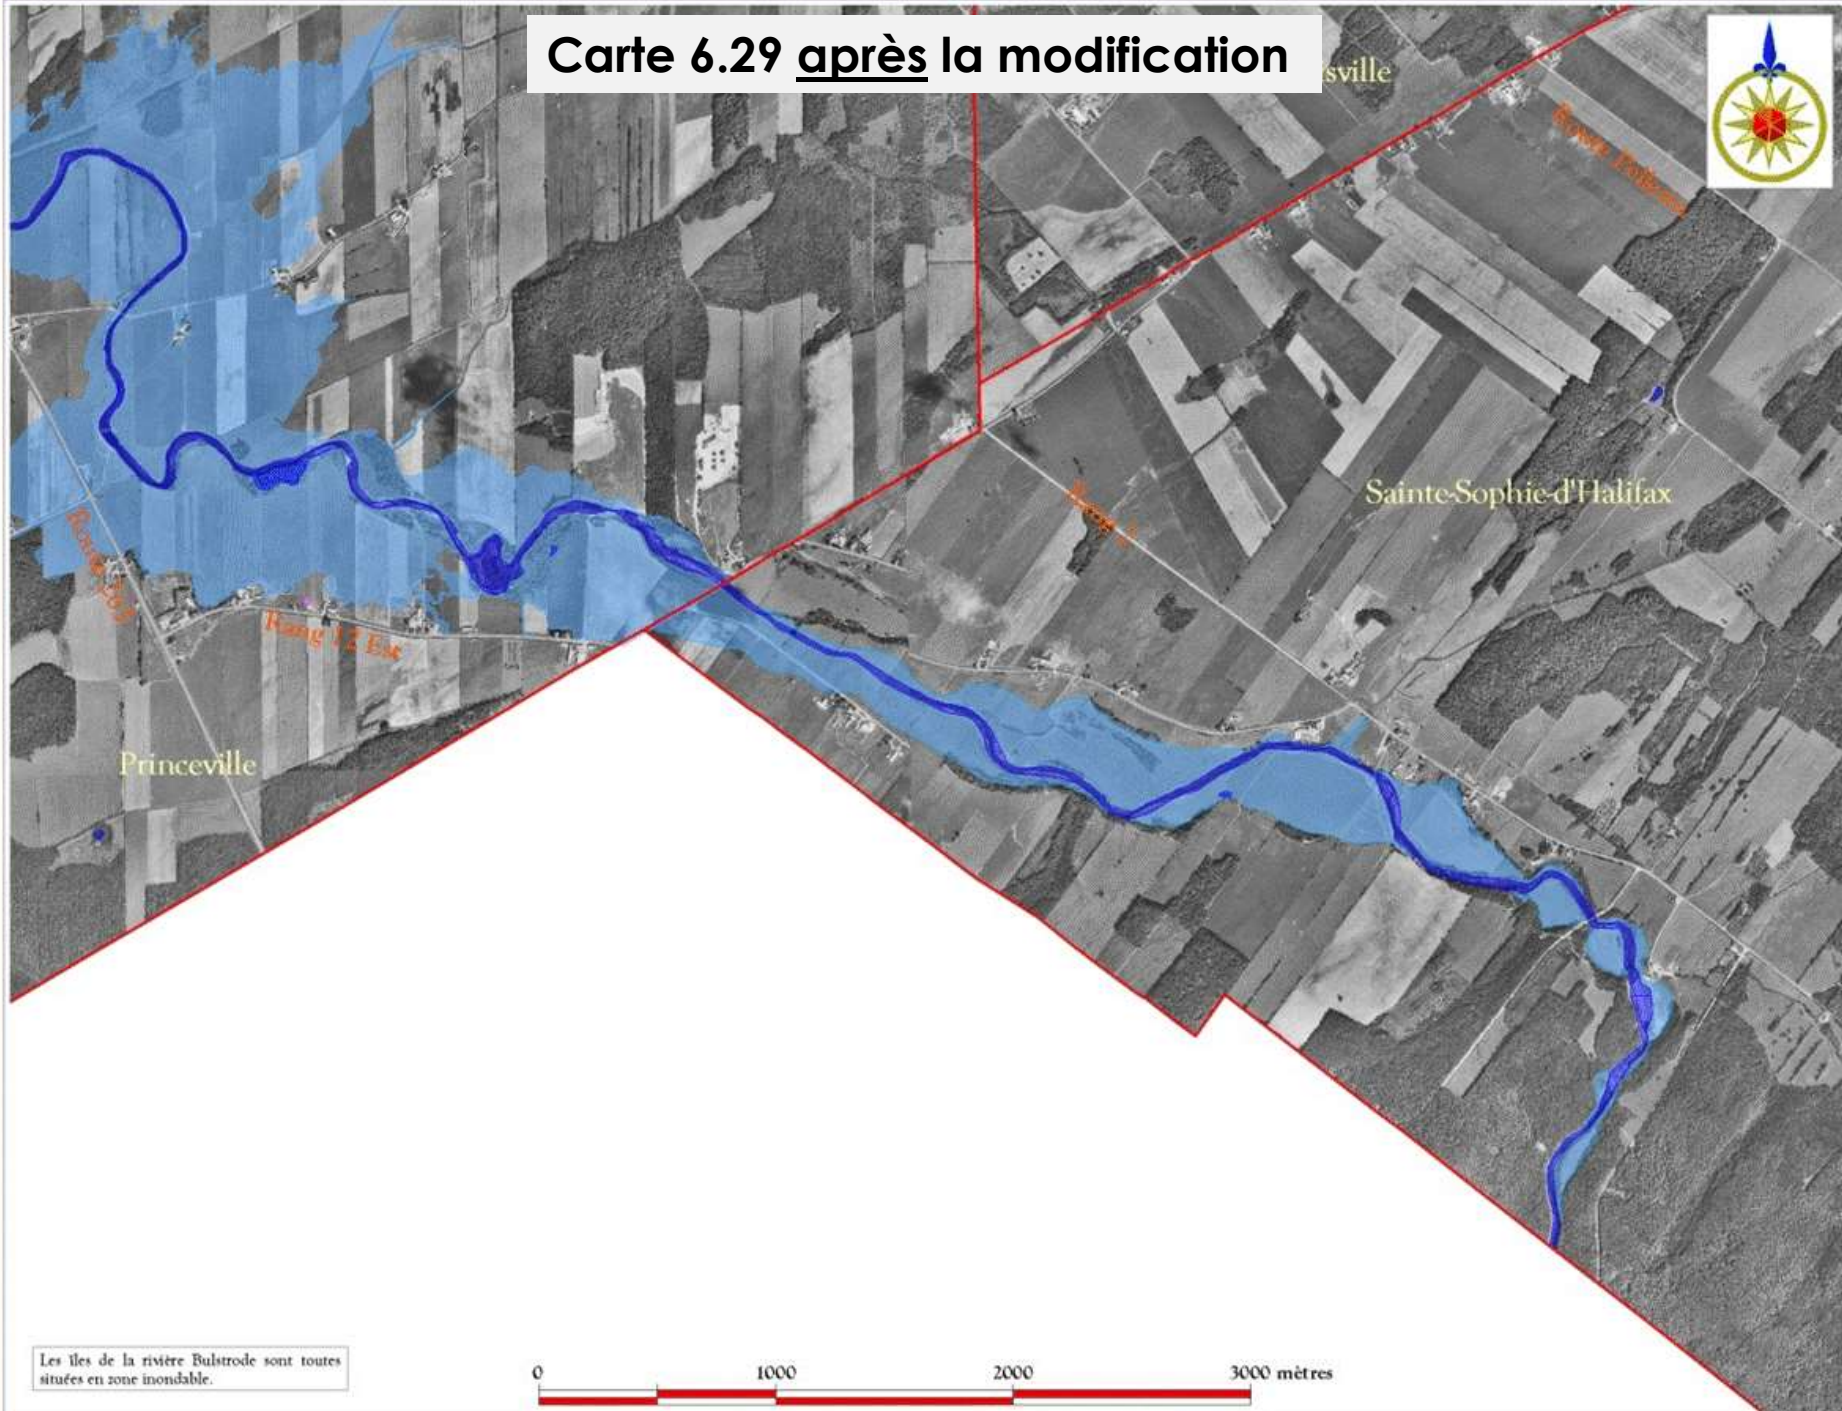 Carte 6.29 après la modification
sville
Sainte-Sophie-d'Halifax
Rang 12 Est
Princeville
Les îles de la rivière Bulstrode sont toutes
situées en zone inondable.
0 1000 2000 3000 mètres